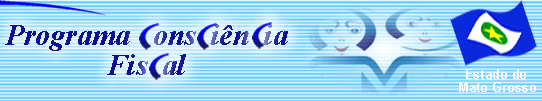 Programa Consciência
Fiscal
Estado de
Mato Grosso